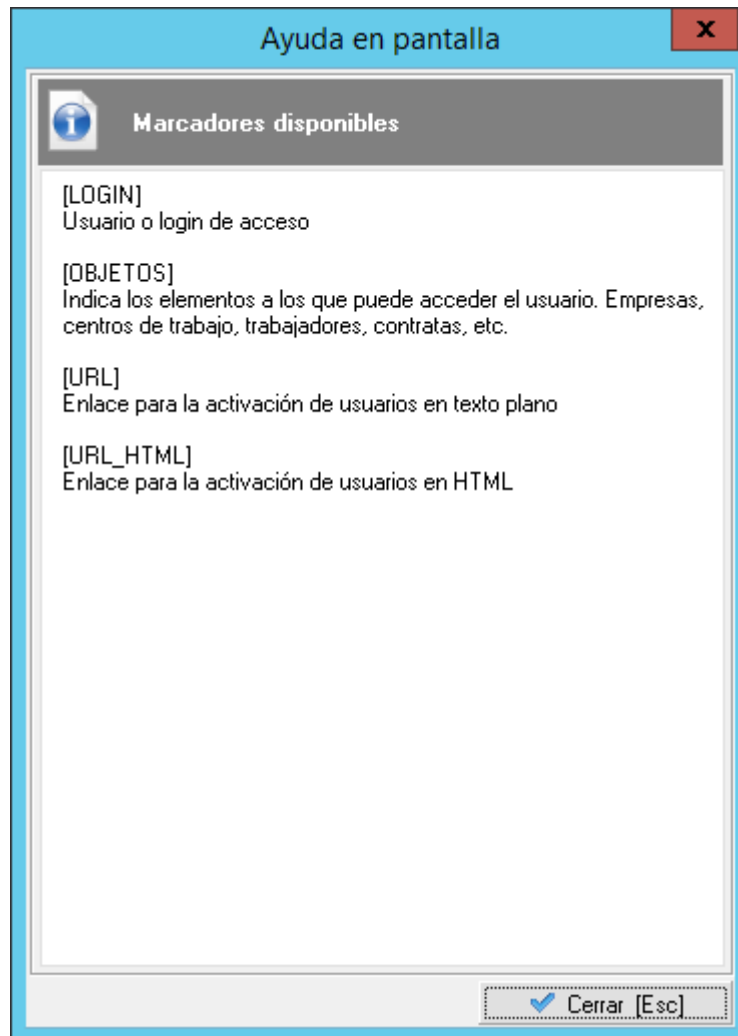 Ayuda en pantalla
x
Marcadores disponibles
[LOGIN]
Usuario o login de acceso
[OBJETOS]
Indica los elementos a los que puede acceder el usuario. Empresas,
centros de trabajo, trabajadores, contratas, etc.
[URL]
Enlace para la activación de usuarios en texto plano
[URL_HTML]
Enlace para la activación de usuarios en HTML
Cerrar [Esc]